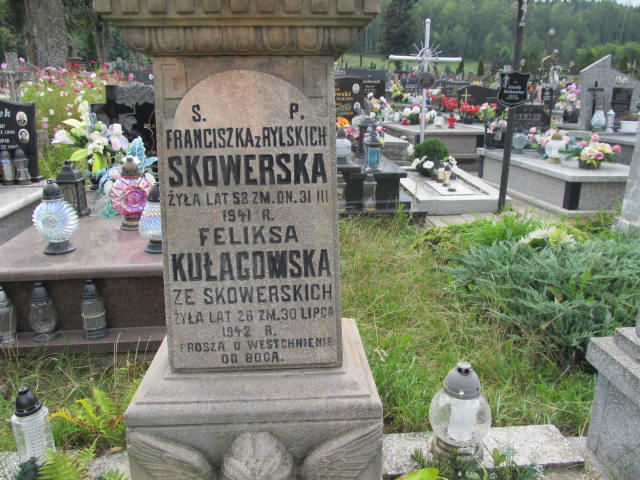 S. P.
FRANCISZKA z RYLSKICH
SKOWERSKA
ŻYŁA LAT 58 ZM. DN. 31 III
1941 R.
FELIKSA
KUŁAGOWSKA
ZE SKOWERSKICH
ŻYŁA LAT 26 ZM. 30 LIPCA
1942 R.
PROSZĄ O WESTCHNIENIE
DO BOGA.